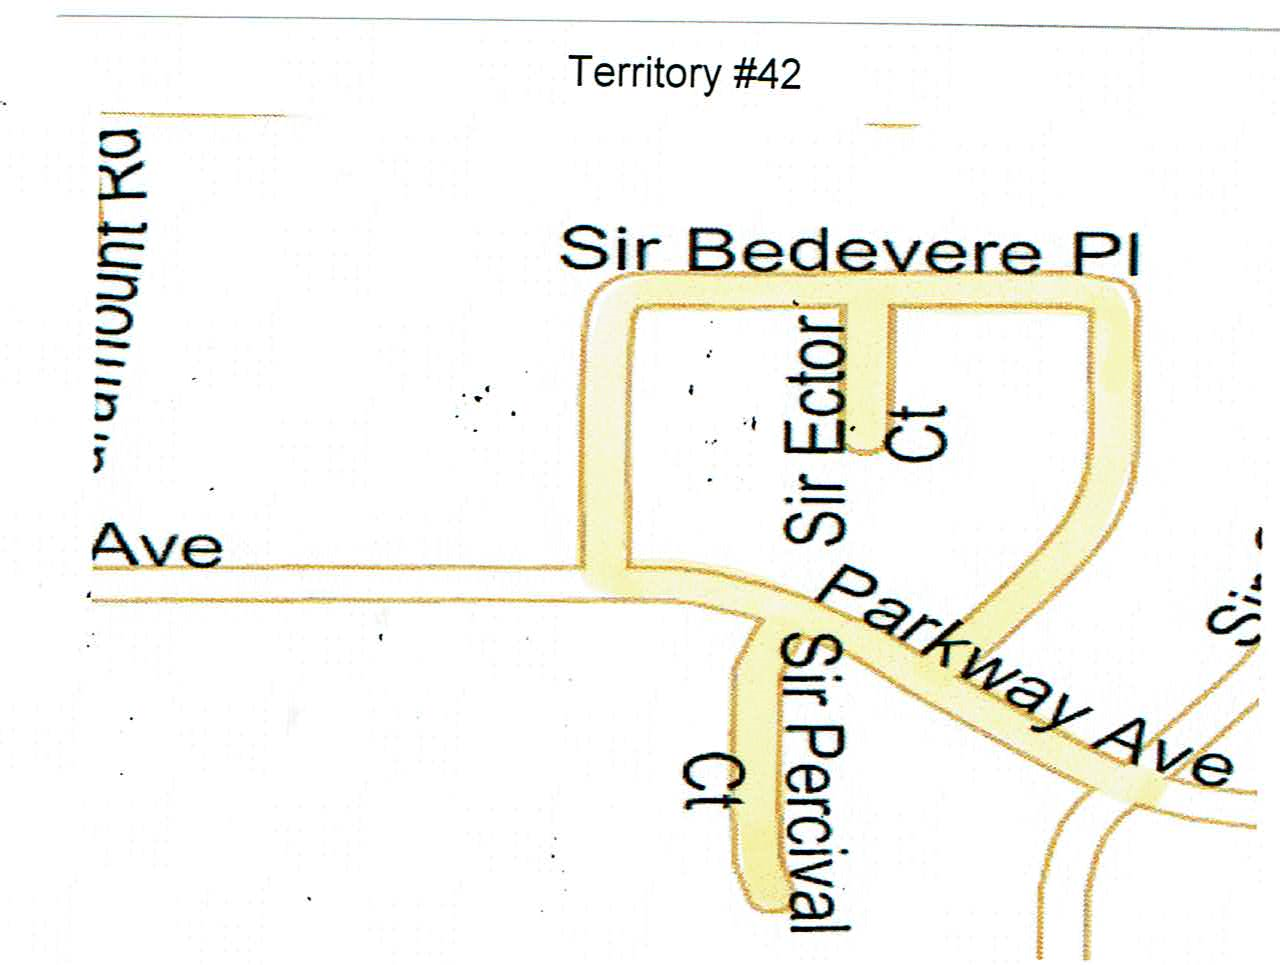 Territory #42
Sir Bedevere Pl
Sir Ector
Ct
Ave
Parkway Ave
Sir Percival
Ct